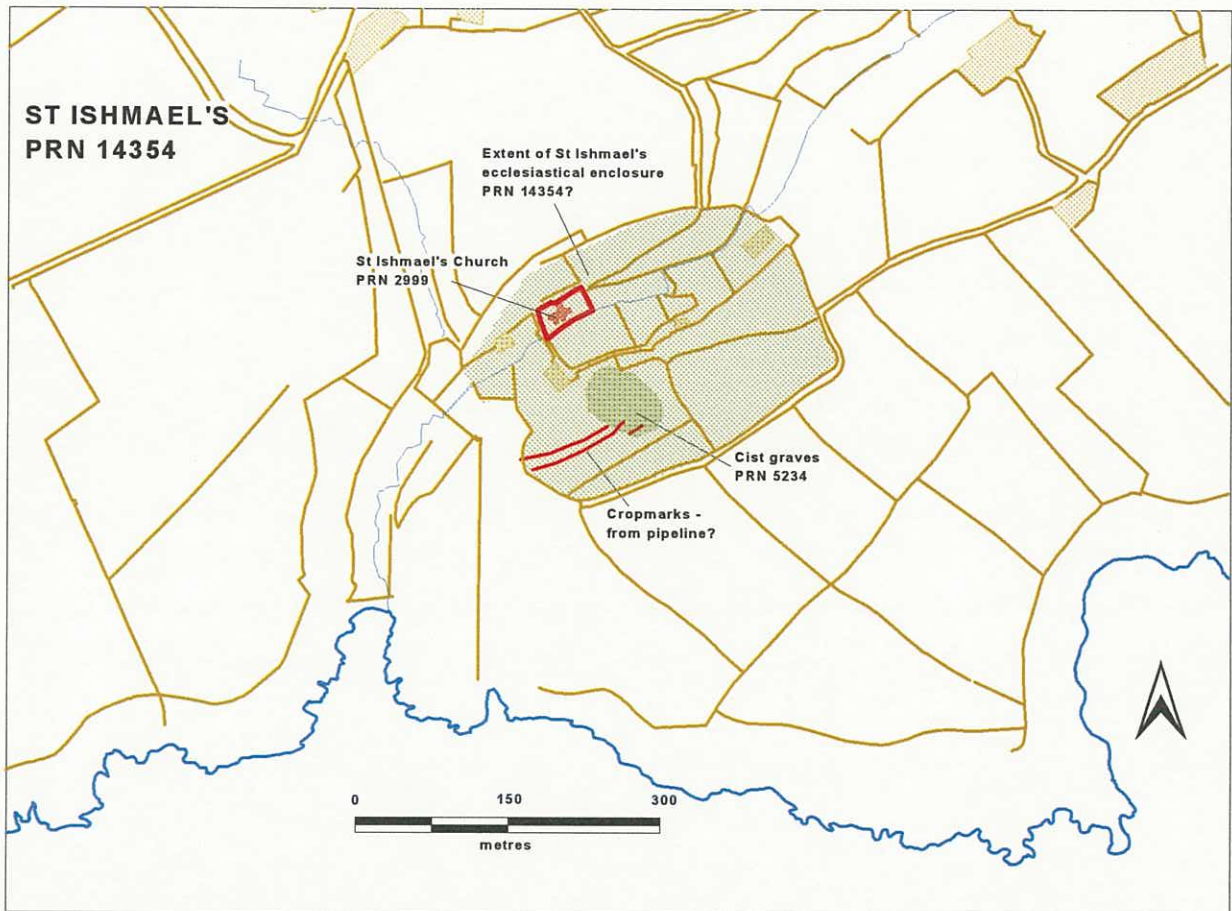 ST ISHMAEL'S
PRN 14354
Extent of St Ishmael's
ecclesiastical enclosure
PRN 14354?
St Ishmael's Church
PRN 2999
Cist graves
PRN 5234
Cropmarks -
from pipeline?
0 150 300
metres